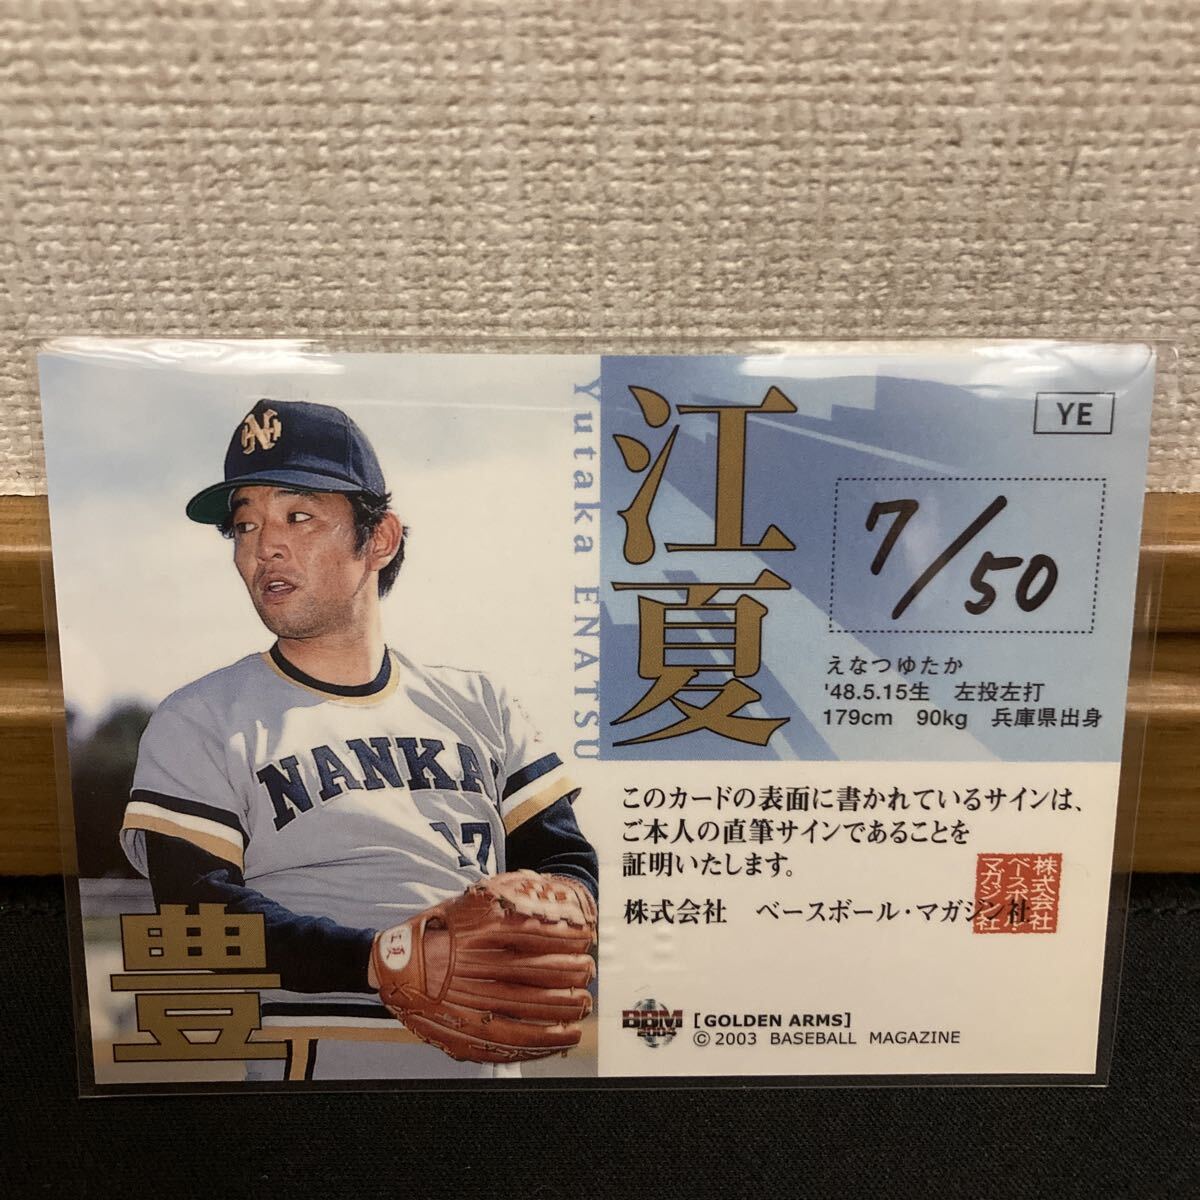 Yutaka ENATSU
江夏
豊
YE
7/50
えなつゆたか
'48.5.15生　左投左打
179cm　90kg　兵庫県出身
このカードの表面に書かれているサインは、
ご本人の直筆サインであることを
証明いたします。
株式会社　ベースボール・マガジン社
株式会社
ベースボール・
マガジン社
BBM
2004
[GOLDEN ARMS]
© 2003 BASEBALL MAGAZINE
NANKA
17
江夏